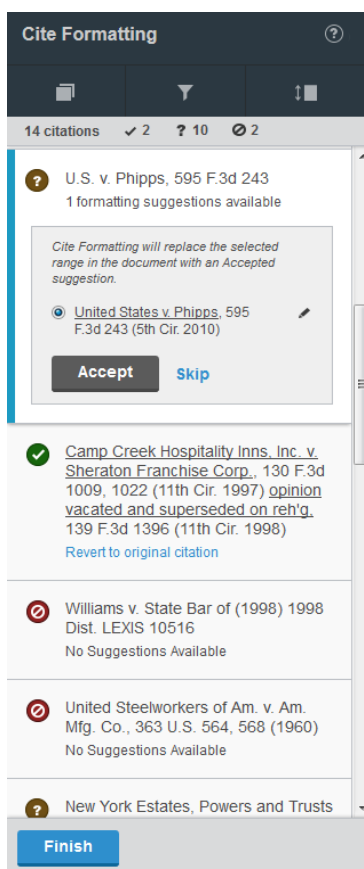 Cite Formatting ?
14 citations ✓ 2 ? 10 2
? U.S. v. Phipps, 595 F.3d 243
1 formatting suggestions available
Cite Formatting will replace the selected
range in the document with an Accepted
suggestion.
United States v. Phipps, 595
F.3d 243 (5th Cir. 2010)
Accept Skip
Camp Creek Hospitality Inns, Inc. v.
Sheraton Franchise Corp., 130 F.3d
1009, 1022 (11th Cir. 1997) opinion
vacated and superseded on reh'g,
139 F.3d 1396 (11th Cir. 1998)
Revert to original citation
Williams v. State Bar of (1998) 1998
Dist. LEXIS 10516
No Suggestions Available
United Steelworkers of Am. v. Am.
Mfg. Co., 363 U.S. 564, 568 (1960)
No Suggestions Available
? New York Estates, Powers and Trusts
Finish